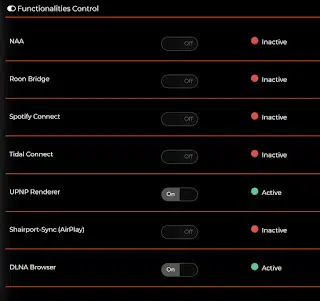 Functionalities Control
NAA Off Inactive
Roon Bridge Off Inactive
Spotify Connect Off Inactive
Tidal Connect Off Inactive
UPNP Renderer On Active
Shairport-Sync (AirPlay) Off Inactive
DLNA Browser On Active